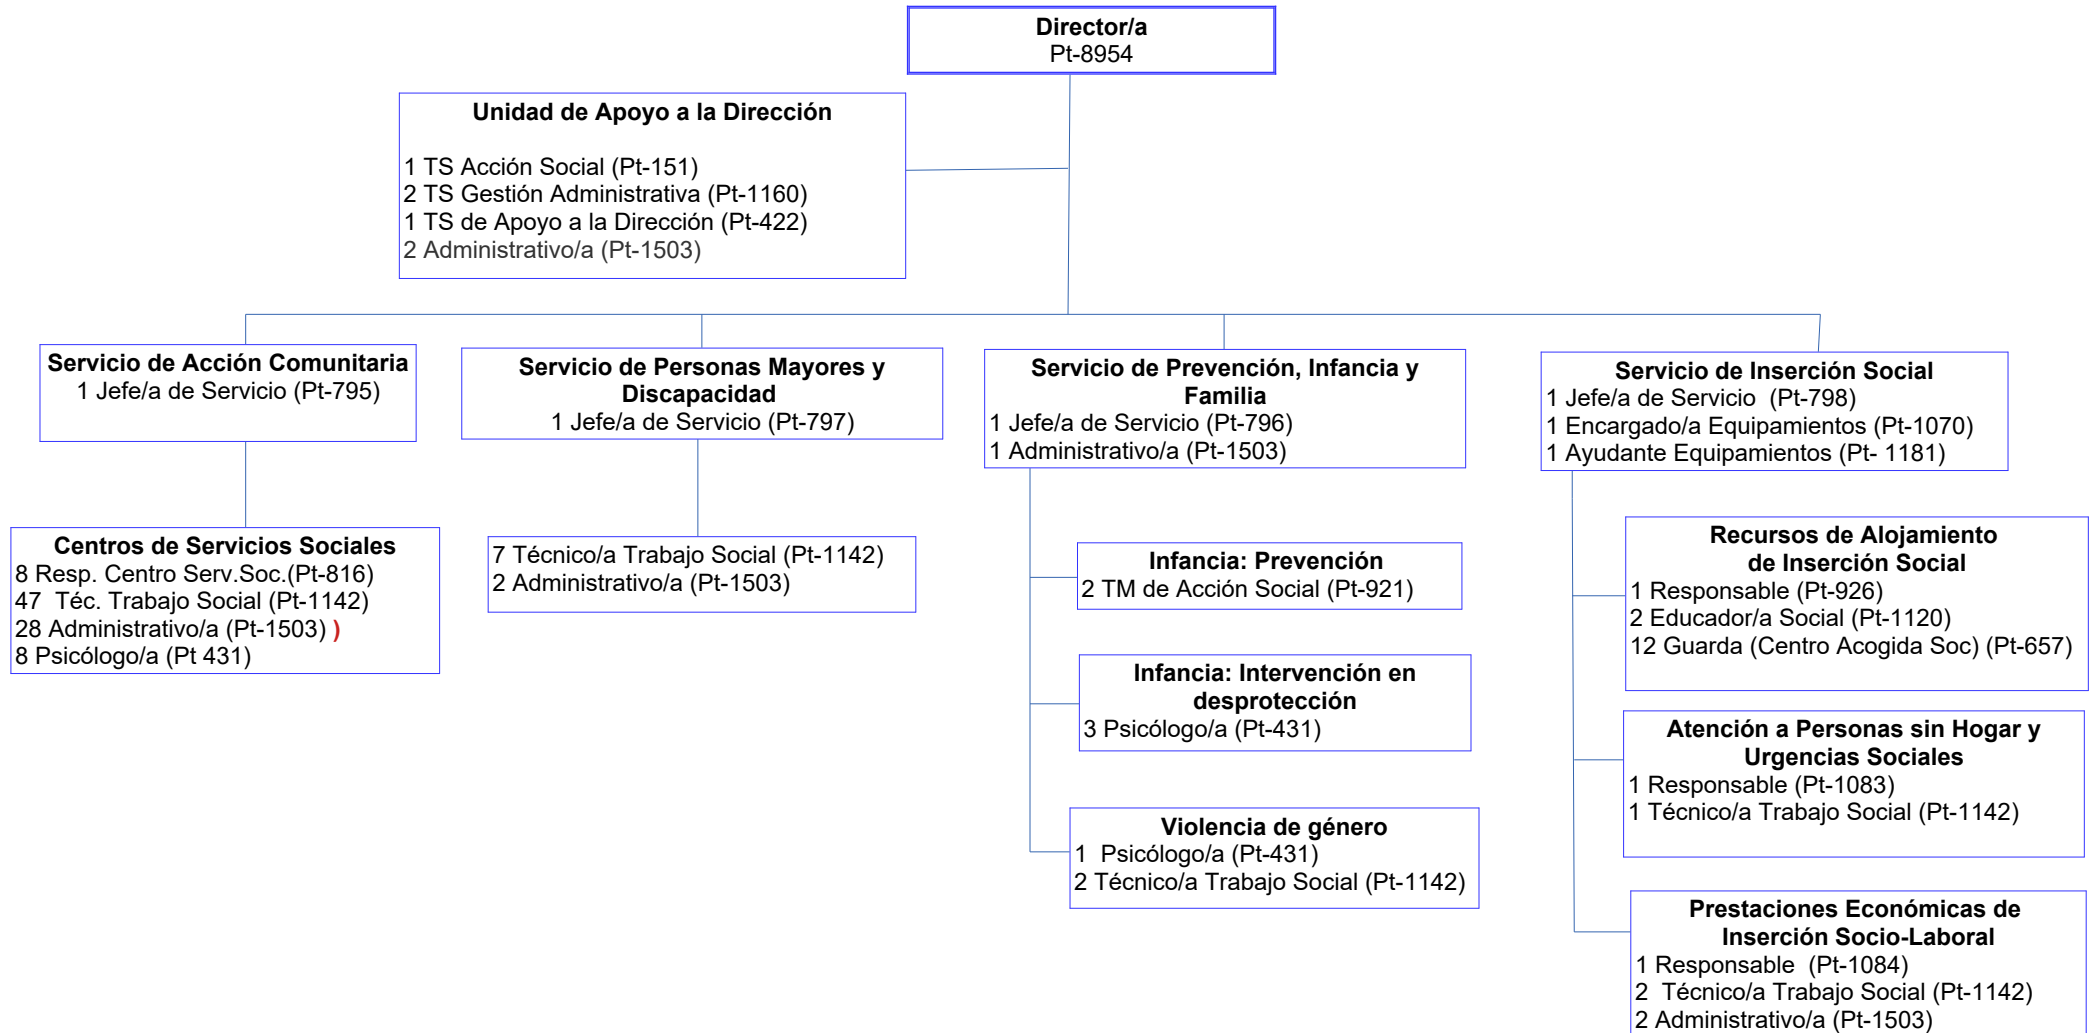 Director/a
Pt-8954
Unidad de Apoyo a la Dirección
1 TS Acción Social (Pt-151)
2 TS Gestión Administrativa (Pt-1160)
1 TS de Apoyo a la Dirección (Pt-422)
2 Administrativo/a (Pt-1503)
Servicio de Acción Comunitaria
1 Jefe/a de Servicio (Pt-795)
Centros de Servicios Sociales
8 Resp. Centro Serv.Soc.(Pt-816)
47  Téc. Trabajo Social (Pt-1142)
28 Administrativo/a (Pt-1503) )
8 Psicólogo/a (Pt 431)
Servicio de Personas Mayores y
Discapacidad
1 Jefe/a de Servicio (Pt-797)
7 Técnico/a Trabajo Social (Pt-1142)
2 Administrativo/a (Pt-1503)
Servicio de Prevención, Infancia y
Familia
1 Jefe/a de Servicio (Pt-796)
1 Administrativo/a (Pt-1503)
Infancia: Prevención
2 TM de Acción Social (Pt-921)
Infancia: Intervención en
desprotección
3 Psicólogo/a (Pt-431)
Violencia de género
1  Psicólogo/a (Pt-431)
2 Técnico/a Trabajo Social (Pt-1142)
Servicio de Inserción Social
1 Jefe/a de Servicio  (Pt-798)
1 Encargado/a Equipamientos (Pt-1070)
1 Ayudante Equipamientos (Pt- 1181)
Recursos de Alojamiento
de Inserción Social
1 Responsable (Pt-926)
2 Educador/a Social (Pt-1120)
12 Guarda (Centro Acogida Soc) (Pt-657)
Atención a Personas sin Hogar y
Urgencias Sociales
1 Responsable (Pt-1083)
1 Técnico/a Trabajo Social (Pt-1142)
Prestaciones Económicas de
Inserción Socio-Laboral
1 Responsable  (Pt-1084)
2  Técnico/a Trabajo Social (Pt-1142)
2 Administrativo/a (Pt-1503)